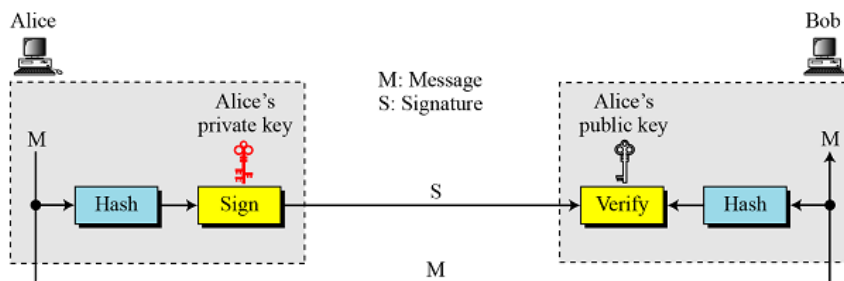 Alice
Bob
M: Message
S: Signature
Alice's
private key
Alice's
public key
M
M
Hash
Sign
S
Verify
Hash
M